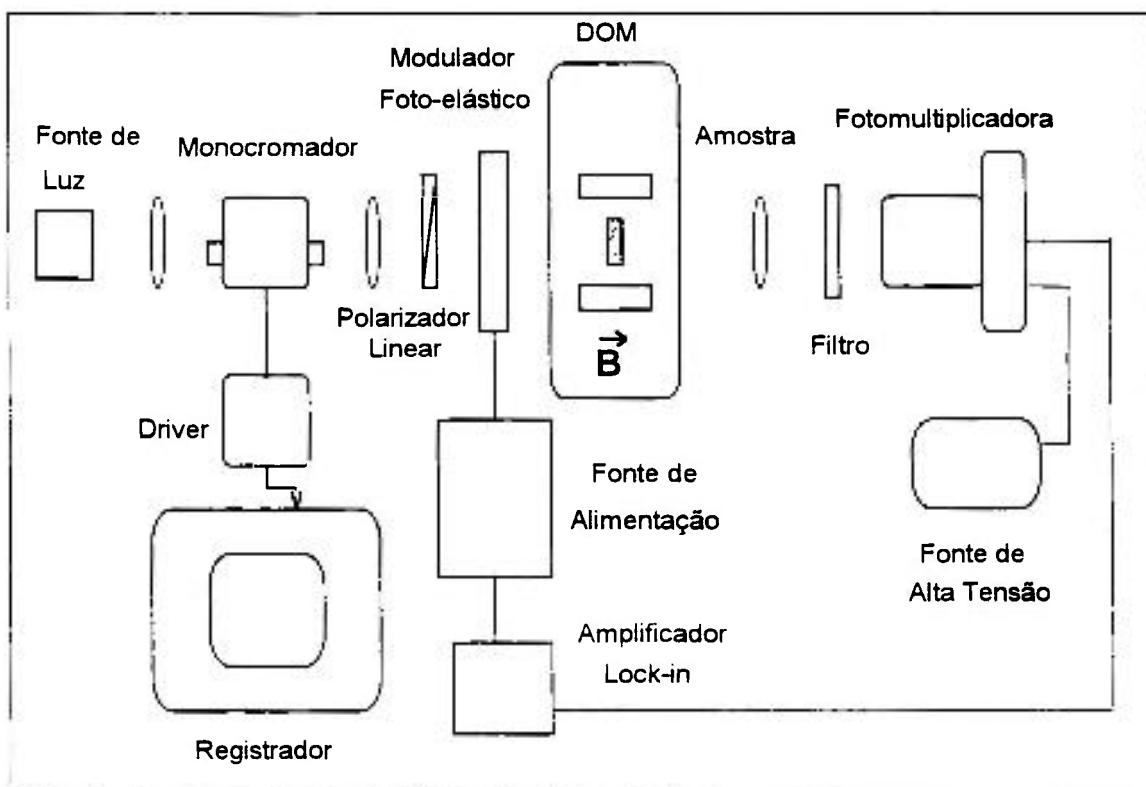 DOM
Modulador
Foto-elástico
Fonte de
Luz
Monocromador
Amostra
Fotomultiplicadora
Polarizador
Linear
B
Filtro
Driver
Fonte de
Alimentação
Fonte de
Alta Tensão
Amplificador
Lock-in
Registrador